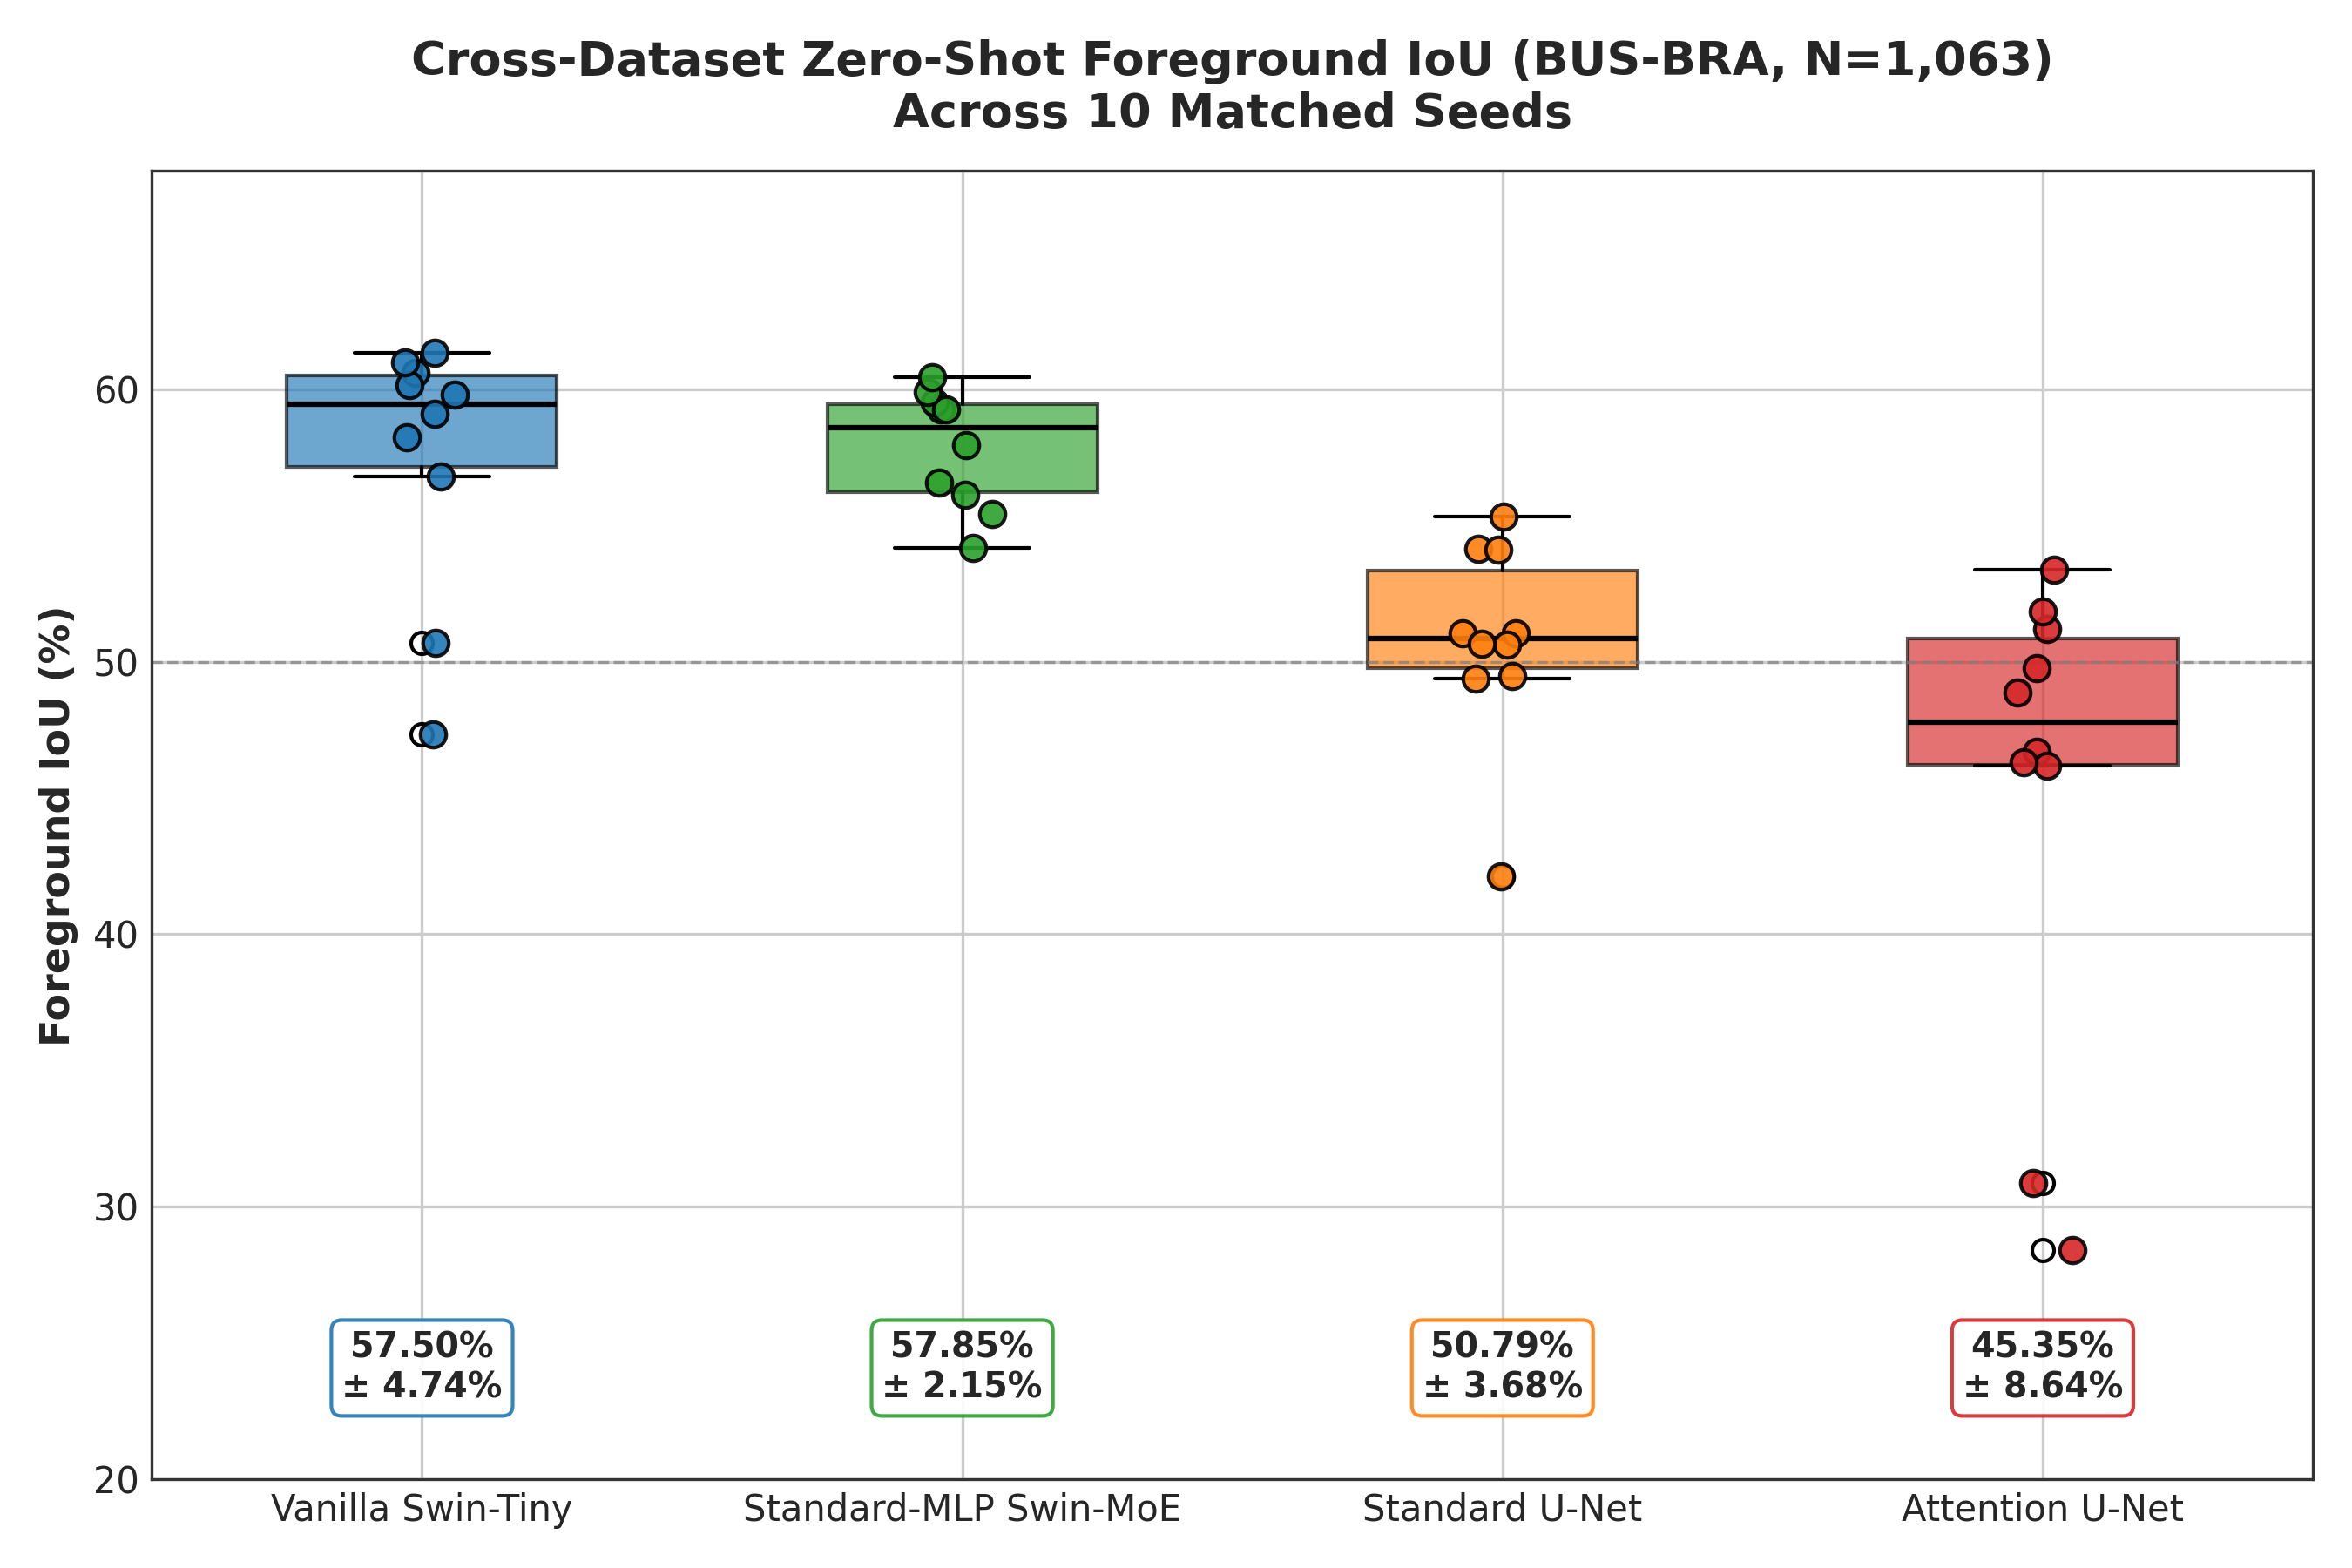 Cross-Dataset Zero-Shot Foreground IoU (BUS-BRA, N=1,063)
Across 10 Matched Seeds
Foreground IoU (%)
60
50
40
30
20
57.50%
± 4.74%
57.85%
± 2.15%
50.79%
± 3.68%
45.35%
± 8.64%
Vanilla Swin-Tiny
Standard-MLP Swin-MoE
Standard U-Net
Attention U-Net